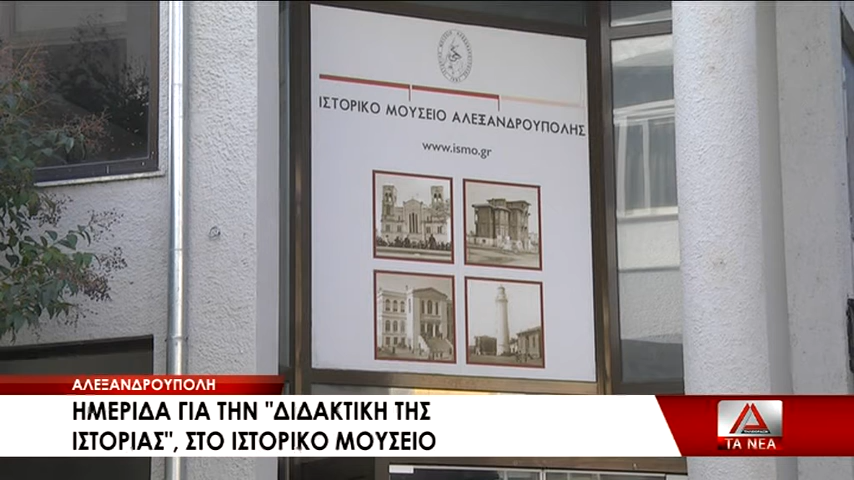 ΙΣΤΟΡΙΚΟ ΜΟΥΣΕΙΟ ΑΛΕΞΑΝΔΡΟΥΠΟΛΗΣ
www.ismo.gr
ΑΛΕΞΑΝΔΡΟΥΠΟΛΗ
ΗΜΕΡΙΔΑ ΓΙΑ ΤΗΝ "ΔΙΔΑΚΤΙΚΗ ΤΗΣ
ΙΣΤΟΡΙΑΣ", ΣΤΟ ΙΣΤΟΡΙΚΟ ΜΟΥΣΕΙΟ
ΤΑ ΝΕΑ